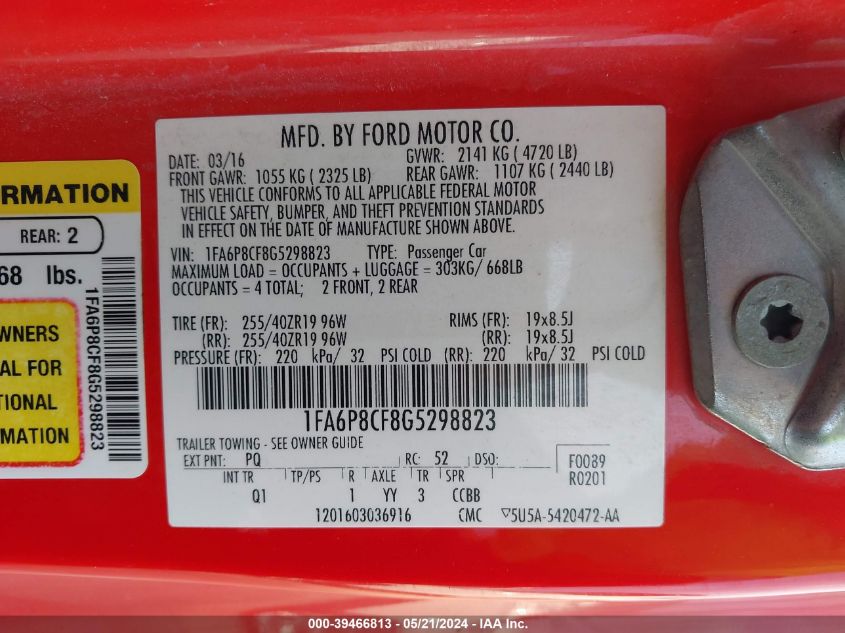 MFD. BY FORD MOTOR CO.
DATE: 03/16 GVWR: 2141 KG ( 4720 LB)
FRONT GAWR: 1055 KG ( 2325 LB) REAR GAWR: 1107 KG ( 2440 LB)
THIS VEHICLE CONFORMS TO ALL APPLICABLE FEDERAL MOTOR
VEHICLE SAFETY, BUMPER, AND THEFT PREVENTION STANDARDS
IN EFFECT ON THE DATE OF MANUFACTURE SHOWN ABOVE.
VIN: 1FA6P8CF8G5298823 TYPE: Passenger Car
MAXIMUM LOAD = OCCUPANTS + LUGGAGE = 303KG/ 668LB
OCCUPANTS = 4 TOTAL; 2 FRONT, 2 REAR
TIRE (FR): 255/40ZR19 96W RIMS (FR): 19x8.5J
(RR): 255/40ZR19 96W (RR): 19x8.5J
PRESSURE (FR): 220 kPa/ 32 PSI COLD (RR): 220 kPa/ 32 PSI COLD
1FA6P8CF8G5298823
TRAILER TOWING - SEE OWNER GUIDE
EXT PNT: PQ RC: 52 DSO: F0089
R0201
INT TR TP/PS R AXLE TR SPR
Q1 1 YY 3 CCBB
1201603036916 CMC 5U5A-5420472-AA
RMATION
REAR: 2
68 lbs.
1FA6P8CF8G5298823
WNERS
AL FOR
TIONAL
RMATION
000-39466813 / 05/21/2024 - IAA Inc.